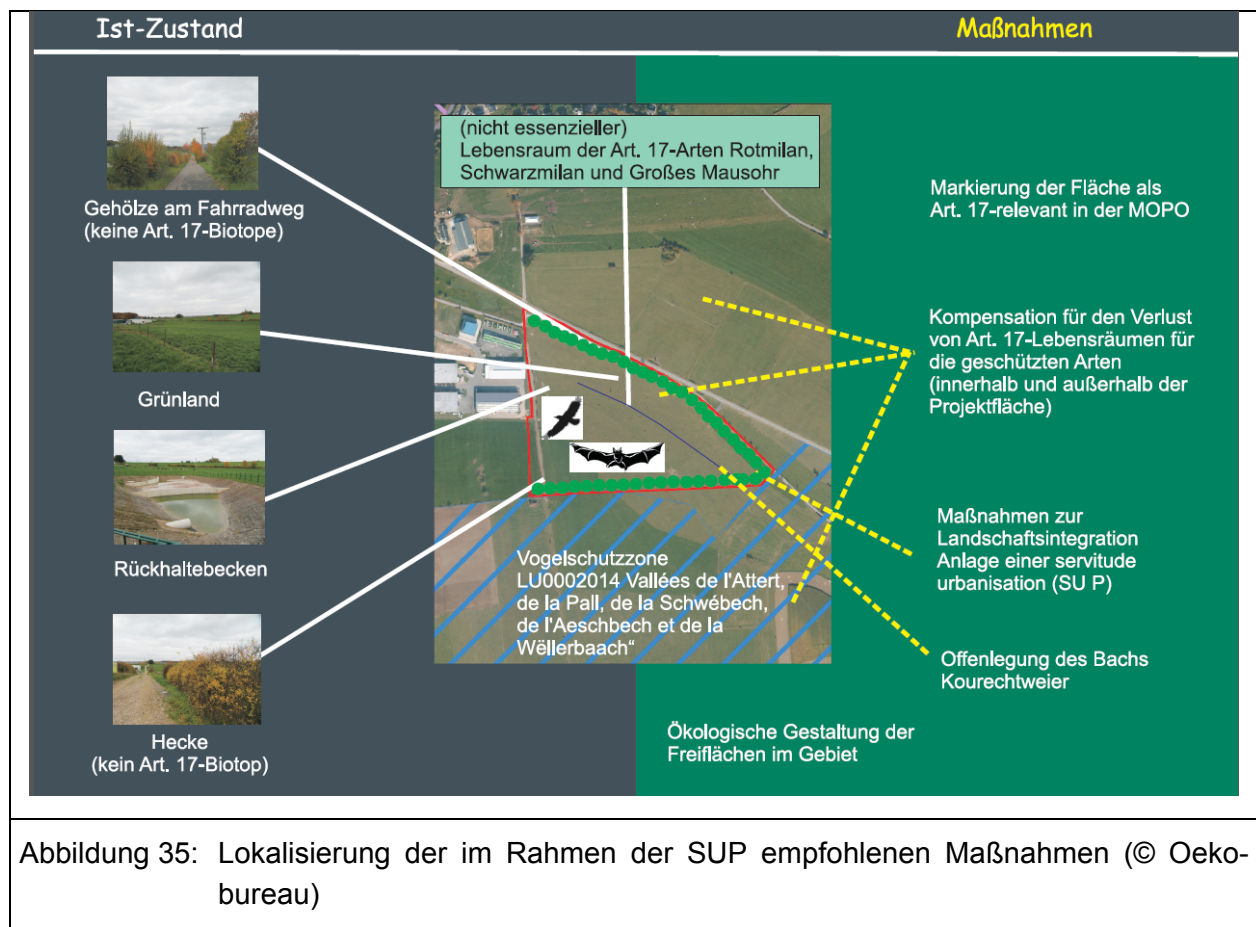 Ist-Zustand
Maßnahmen
Gehölze am Fahrradweg
(keine Art. 17-Biotope)
Grünland
Rückhaltebecken
Hecke
(kein Art. 17-Biotop)
(nicht essenzieller)
Lebensraum der Art. 17-Arten Rotmilan,
Schwarzmilan und Großes Mausohr
Vogelschutzzone
LU0002014 Vallées de l'Attert,
de la Pall, de la Schwébech,
de l'Aeschbech et de la
Wëllerbaach“
Markierung der Fläche als
Art. 17-relevant in der MOPO
Kompensation für den Verlust
von Art. 17-Lebensräumen für
die geschützten Arten
(innerhalb und außerhalb der
Projektfläche)
Maßnahmen zur
Landschaftsintegration
Anlage einer servitude
urbanisation (SU P)
Offenlegung des Bachs
Kourechtweier
Ökologische Gestaltung der
Freiflächen im Gebiet
Abbildung 35: Lokalisierung der im Rahmen der SUP empfohlenen Maßnahmen (© Oeko-
bureau)